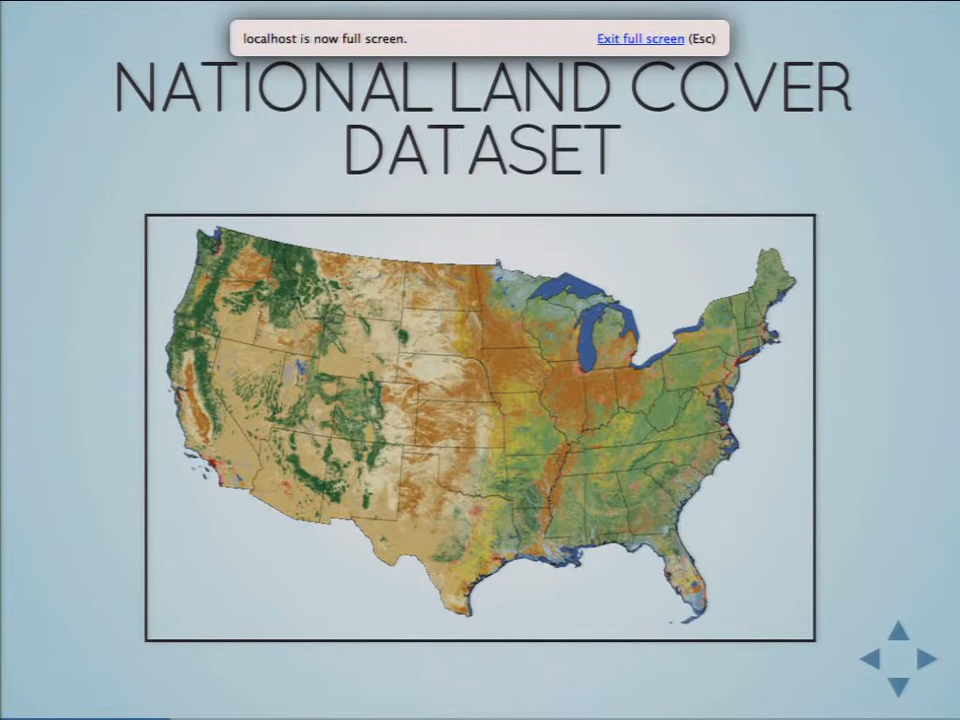 localhost is now full screen.
Exit full screen (Esc)
NATIONAL LAND COVER
DATASET